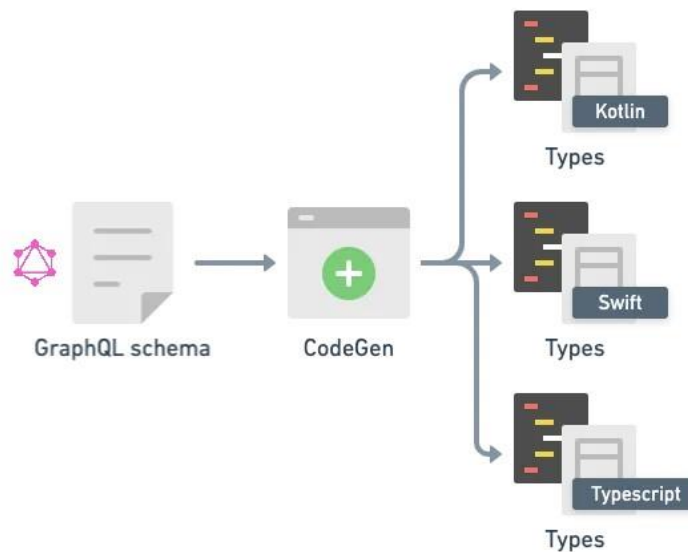 Kotlin
Types
GraphQL schema
CodeGen
Swift
Types
Typescript
Types